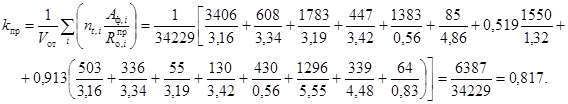 k_пр = 1/V_от ∑_i (n_{t,i} A_{ф,i}/R^{пр}_{о,i}) = 1/34229 [3406/3,16 + 608/3,34 + 1783/3,19 + 447/3,42 + 1383/0,56 + 85/4,86 + 0,519 1550/1,32 +
+ 0,913(503/3,16 + 336/3,34 + 55/3,19 + 130/3,42 + 430/0,56 + 1296/5,55 + 339/4,48 + 64/0,83)] = 6387/34229 = 0,817.